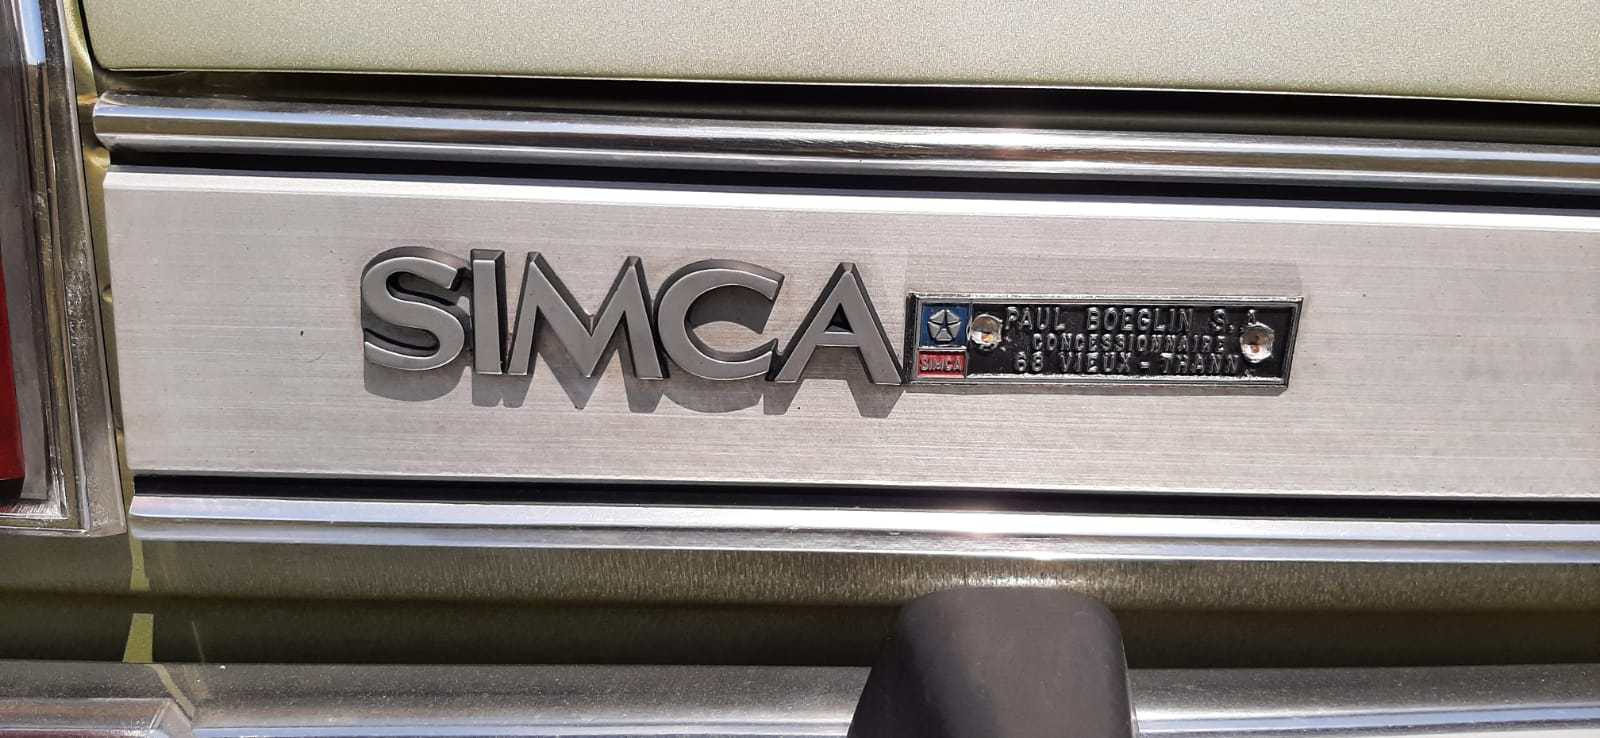 SIMCA
PAUL BOEGLIN S.A
CONCESSIONNAIRE
68 VIEUX - THANN
SIMCA